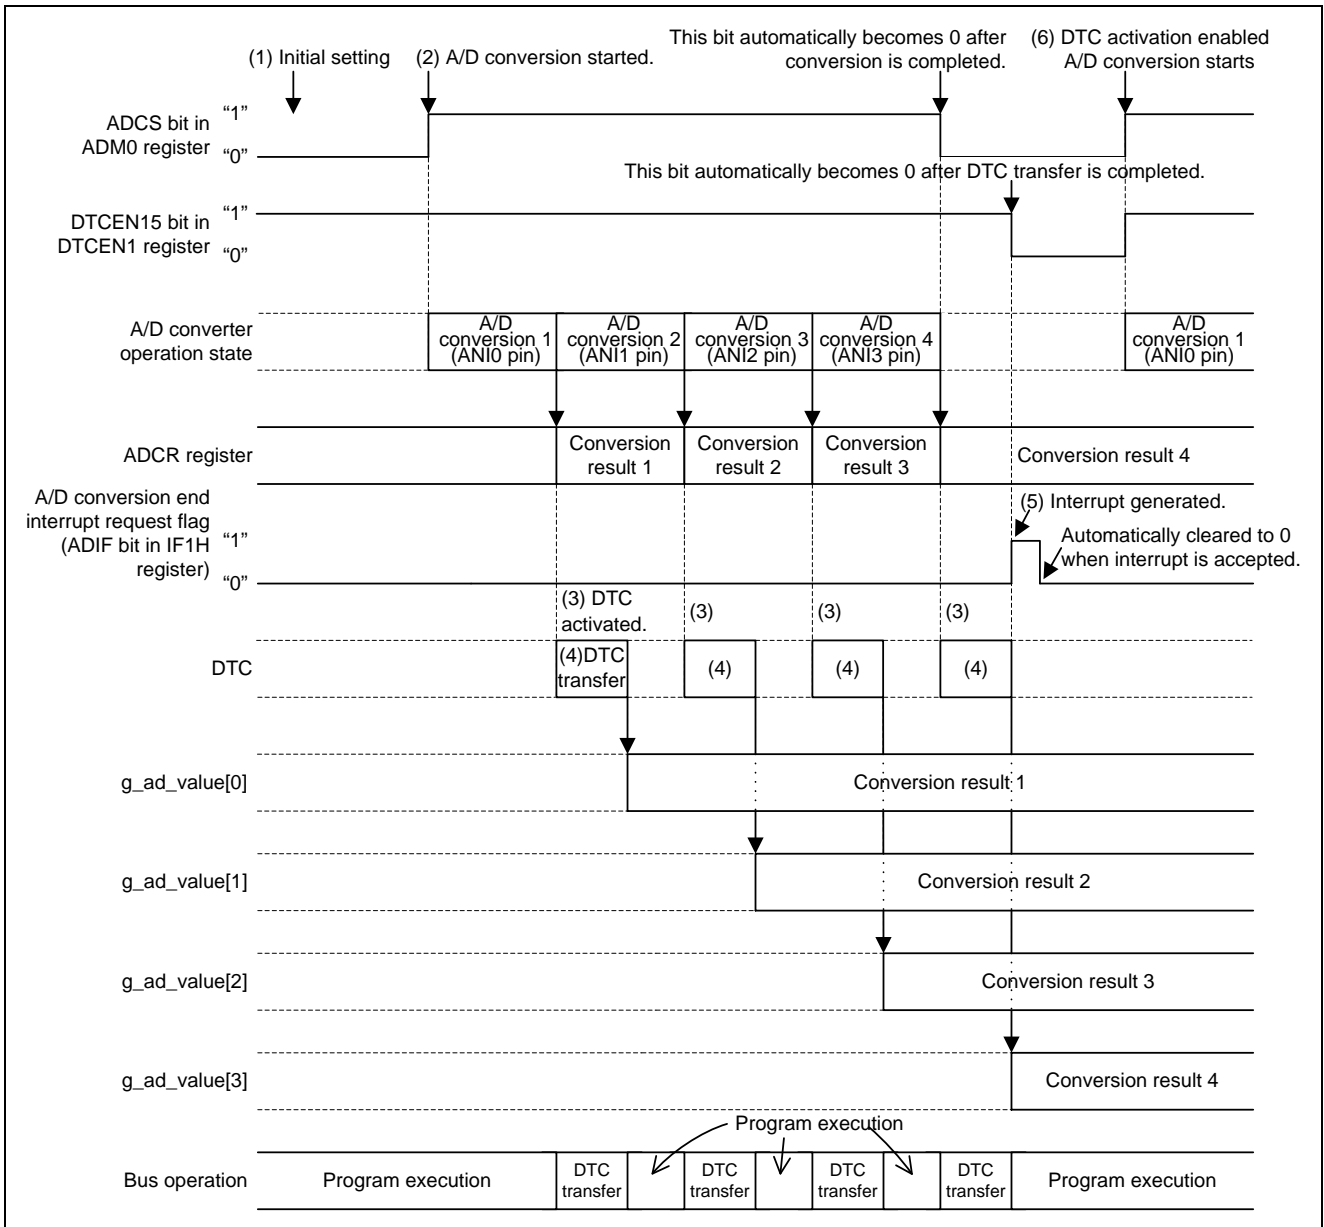 (1) Initial setting
(2) A/D conversion started.
This bit automatically becomes 0 after
conversion is completed.
(6) DTC activation enabled
A/D conversion starts
ADCS bit in
ADM0 register
“1”
“0”
This bit automatically becomes 0 after DTC transfer is completed.
DTCEN15 bit in
DTCEN1 register
“1”
“0”
A/D converter
operation state
A/D
conversion 1
(ANI0 pin)
A/D
conversion 2
(ANI1 pin)
A/D
conversion 3
(ANI2 pin)
A/D
conversion 4
(ANI3 pin)
A/D
conversion 1
(ANI0 pin)
ADCR register
Conversion
result 1
Conversion
result 2
Conversion
result 3
Conversion result 4
A/D conversion end
interrupt request flag
(ADIF bit in IF1H
register)
“1”
“0”
(5) Interrupt generated.
Automatically cleared to 0
when interrupt is accepted.
(3) DTC
activated.
(3)
(3)
(3)
DTC
(4)DTC
transfer
(4)
(4)
(4)
g_ad_value[0]
Conversion result 1
g_ad_value[1]
Conversion result 2
g_ad_value[2]
Conversion result 3
g_ad_value[3]
Conversion result 4
Program execution
Bus operation
Program execution
DTC
transfer
DTC
transfer
DTC
transfer
DTC
transfer
Program execution